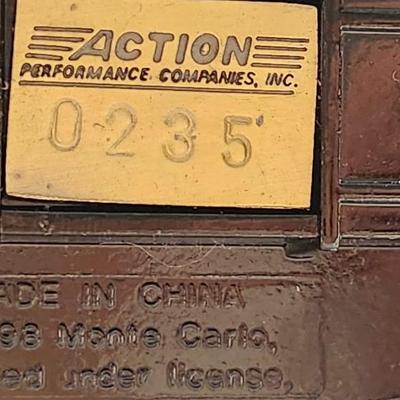 ACTION
PERFORMANCE COMPANIES, INC.
0235
ADE IN CHINA
98 Monte Carlo,
ed under license,